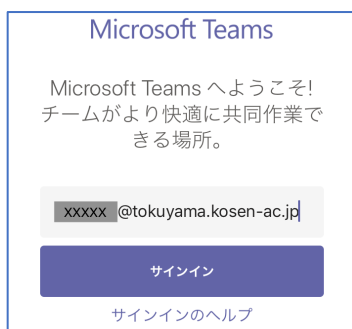 Microsoft Teams
Microsoft Teams へようこそ!
チームがより快適に共同作業で
きる場所。
xxxxx @tokuyama.kosen-ac.jp
サインイン
サインインのヘルプ